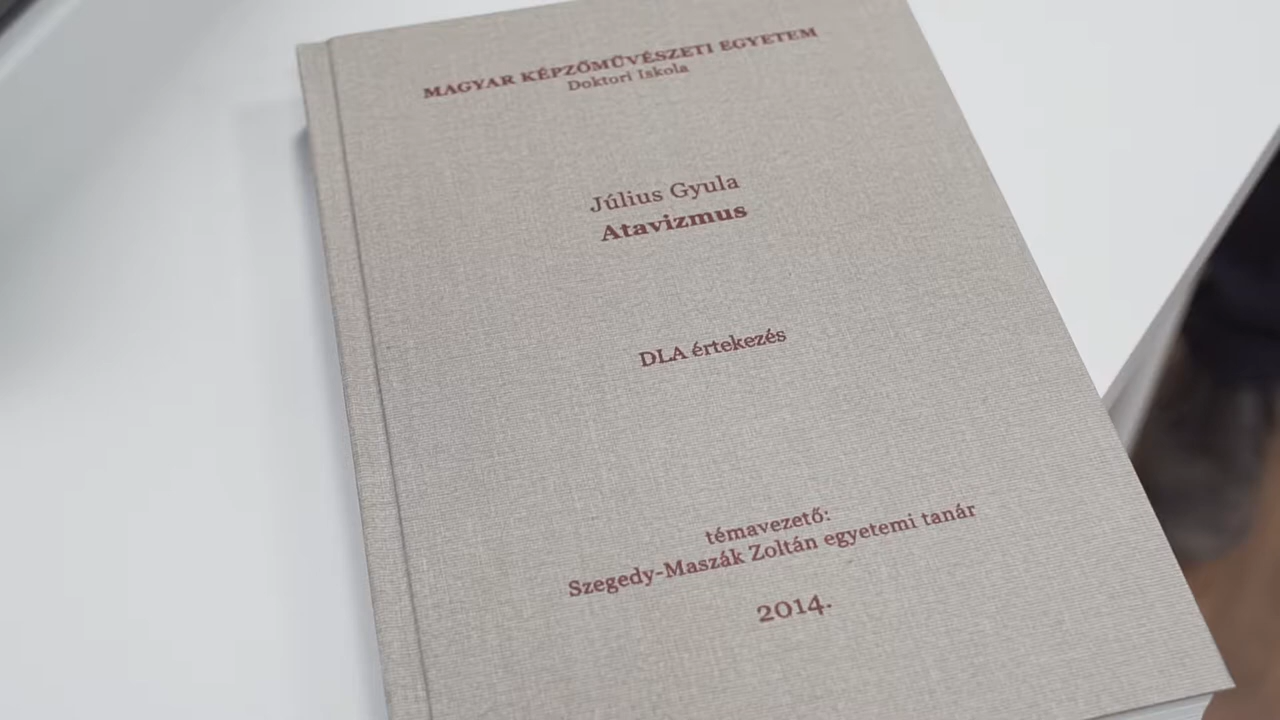 MAGYAR KÉPZŐMŰVÉSZETI EGYETEM
Doktori Iskola
Július Gyula
Atavizmus
DLA értekezés
témavezető:
Szegedy-Maszák Zoltán egyetemi tanár
2014.